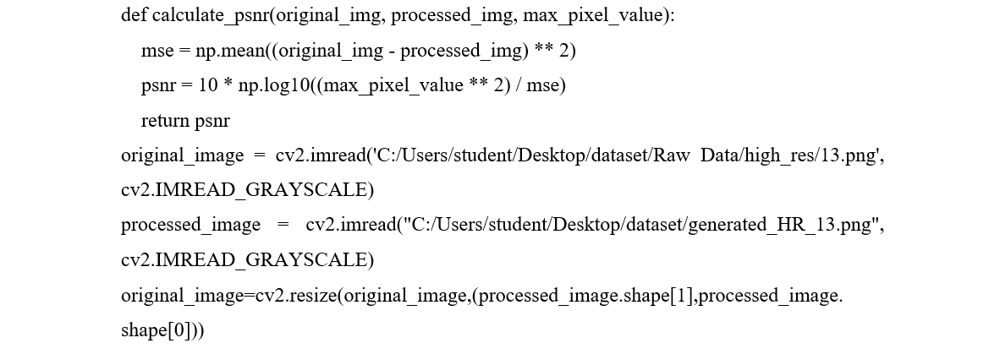 def calculate_psnr(original_img, processed_img, max_pixel_value):
mse = np.mean((original_img - processed_img) ** 2)
psnr = 10 * np.log10((max_pixel_value ** 2) / mse)
return psnr
original_image = cv2.imread('C:/Users/student/Desktop/dataset/Raw Data/high_res/13.png',
cv2.IMREAD_GRAYSCALE)
processed_image = cv2.imread("C:/Users/student/Desktop/dataset/generated_HR_13.png",
cv2.IMREAD_GRAYSCALE)
original_image=cv2.resize(original_image,(processed_image.shape[1],processed_image.
shape[0]))